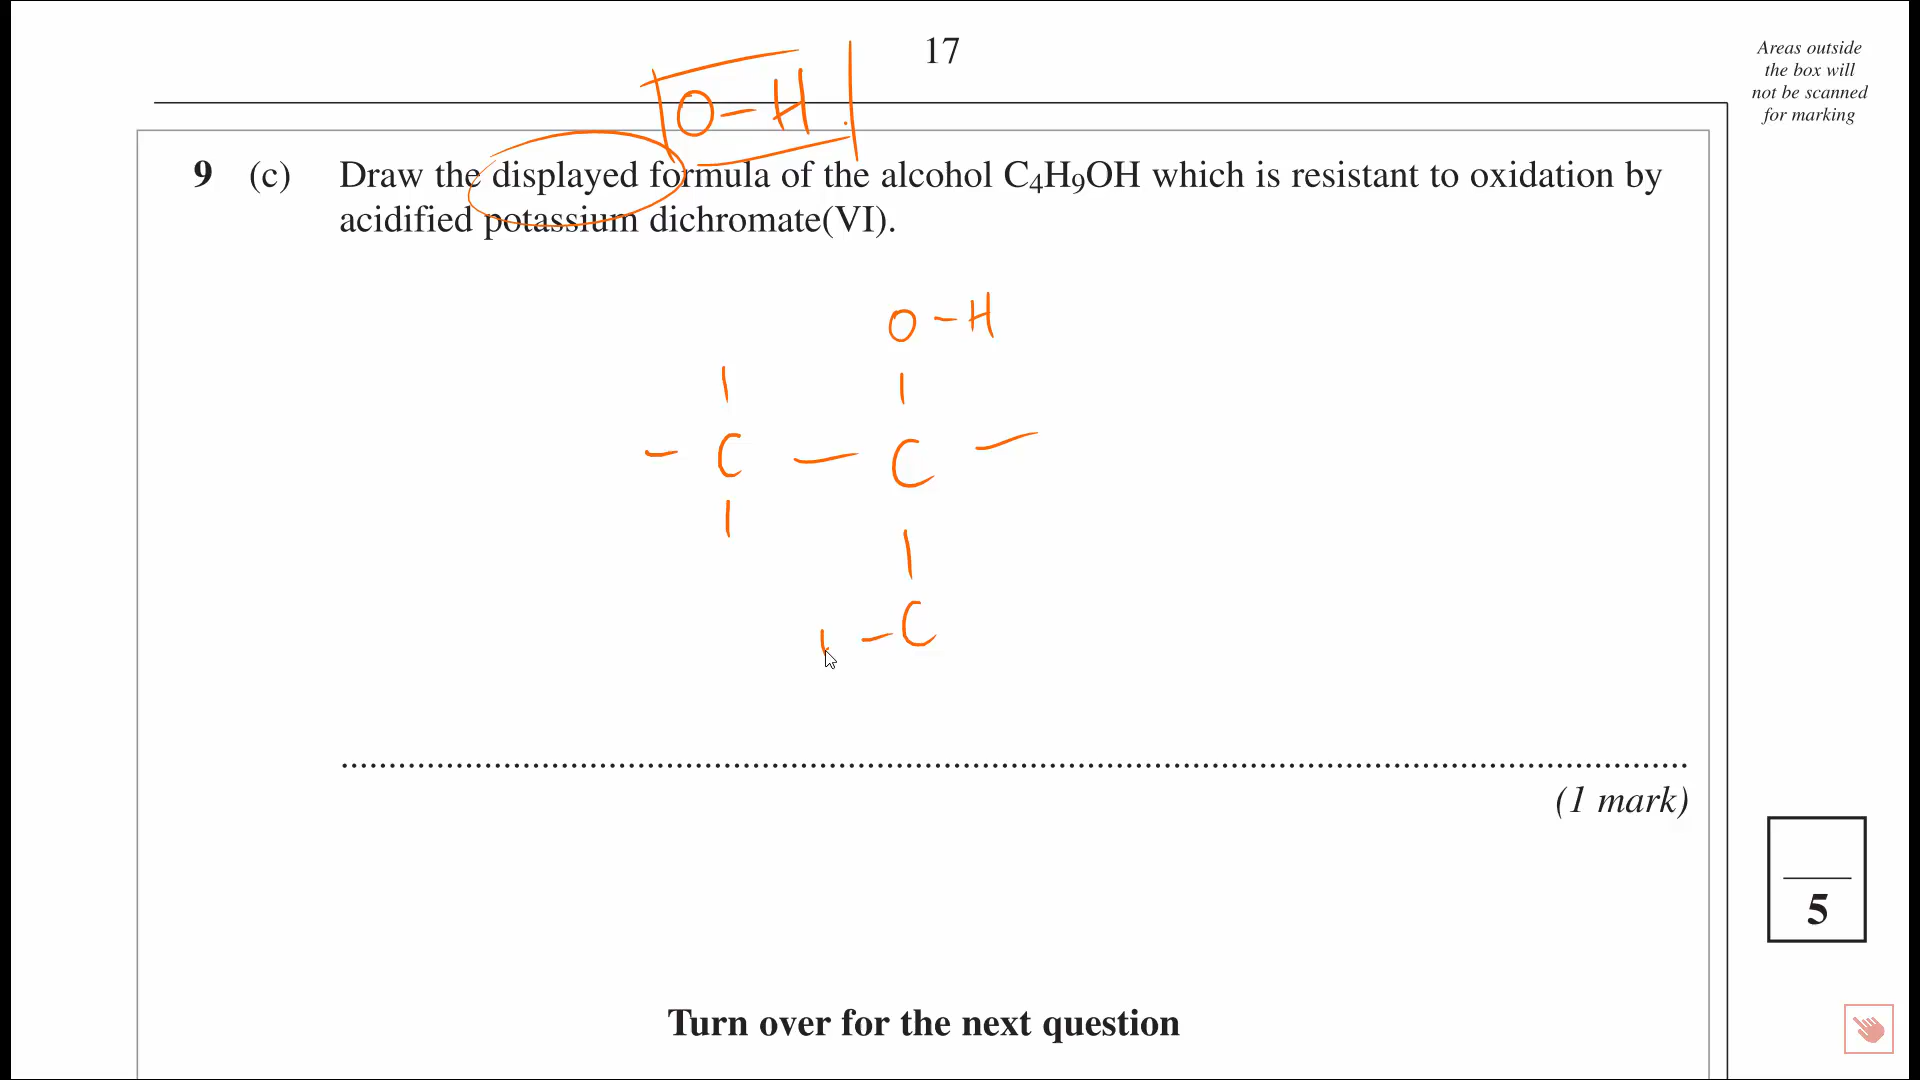 17
Areas outside
the box will
not be scanned
for marking
O–H!
9 (c) Draw the displayed formula of the alcohol C₄H₉OH which is resistant to oxidation by
acidified potassium dichromate(VI).
O–H
C — C
C
(1 mark)
5
Turn over for the next question